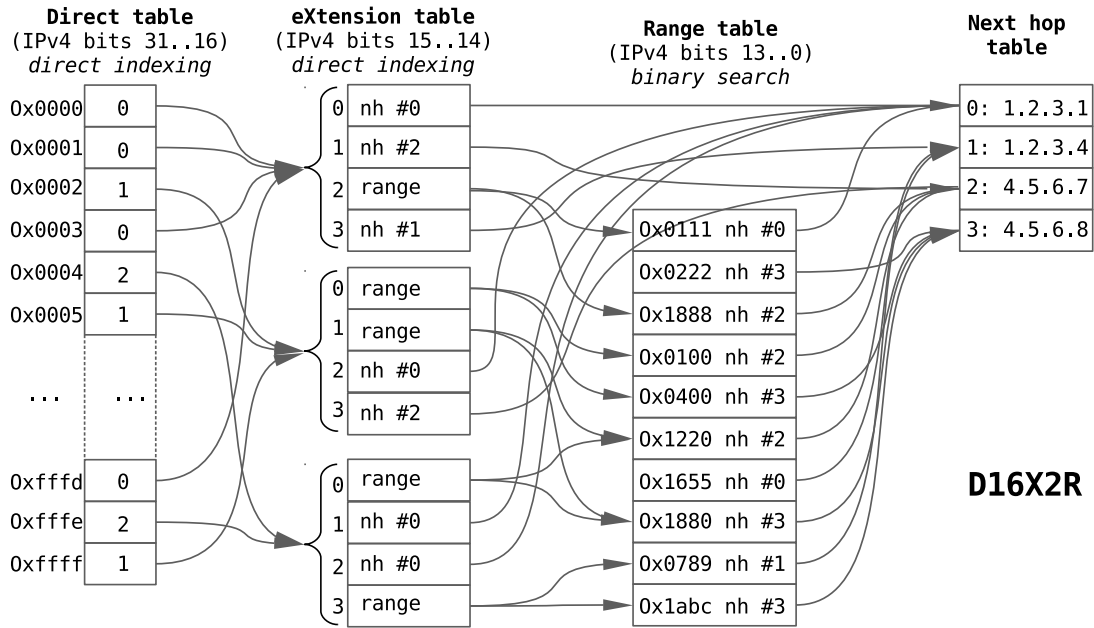 Direct table
(IPv4 bits 31..16)
direct indexing
0x0000 0
0x0001 0
0x0002 1
0x0003 0
0x0004 2
0x0005 1
... ...
0xfffd 0
0xfffe 2
0xffff 1
eXtension table
(IPv4 bits 15..14)
direct indexing
0 nh #0
1 nh #2
2 range
3 nh #1
0 range
1 range
2 nh #0
3 nh #2
0 range
1 nh #0
2 nh #0
3 range
Range table
(IPv4 bits 13..0)
binary search
0x0111 nh #0
0x0222 nh #3
0x1888 nh #2
0x0100 nh #2
0x0400 nh #3
0x1220 nh #2
0x1655 nh #0
0x1880 nh #3
0x0789 nh #1
0x1abc nh #3
Next hop
table
0: 1.2.3.1
1: 1.2.3.4
2: 4.5.6.7
3: 4.5.6.8
D16X2R